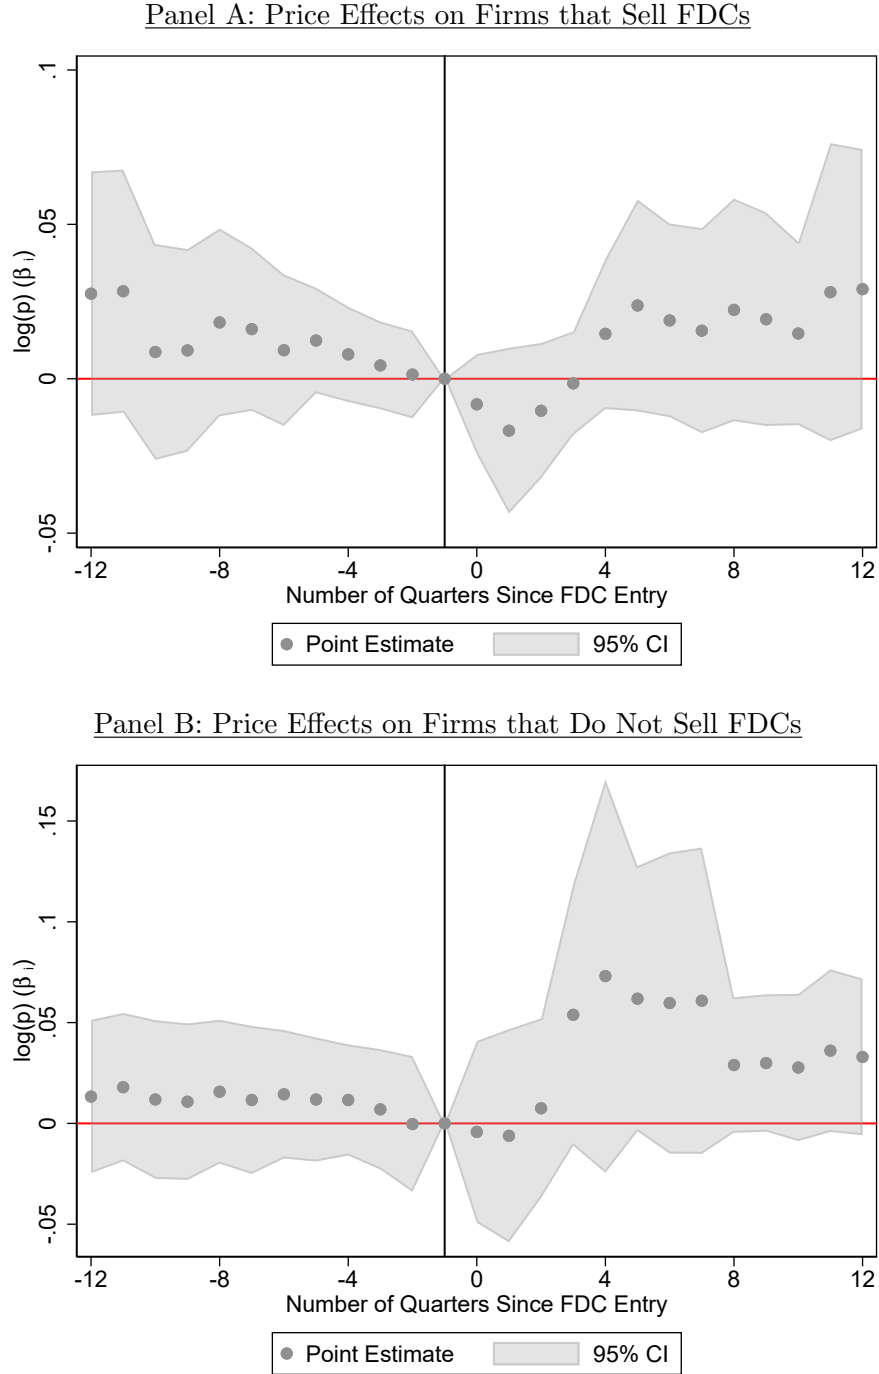 Panel A: Price Effects on Firms that Sell FDCs
.1
.05
0
-.05
log(p) (β i)
-12 -8 -4 0 4 8 12
Number of Quarters Since FDC Entry
Point Estimate 95% CI
Panel B: Price Effects on Firms that Do Not Sell FDCs
.15
.1
.05
0
-.05
log(p) (β i)
-12 -8 -4 0 4 8 12
Number of Quarters Since FDC Entry
Point Estimate 95% CI